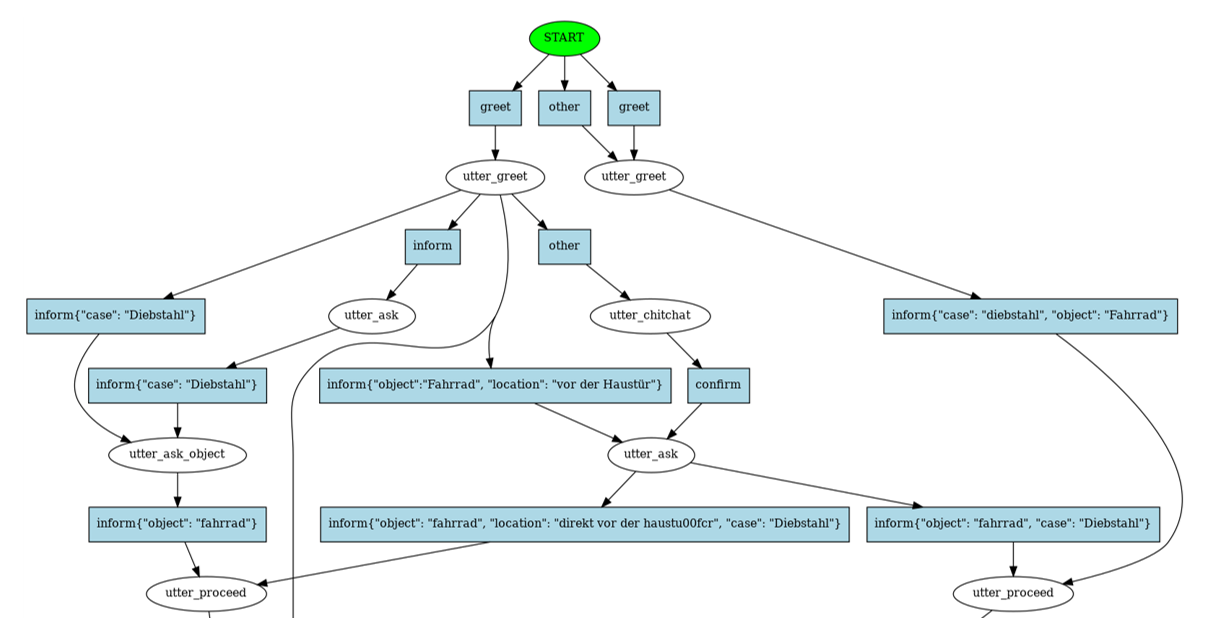 START
greet
other
greet
utter_greet
utter_greet
inform
other
inform{"case": "Diebstahl"}
utter_ask
utter_chitchat
inform{"case": "diebstahl", "object": "Fahrrad"}
inform{"case": "Diebstahl"}
inform{"object":"Fahrrad", "location": "vor der Haustür"}
confirm
utter_ask_object
utter_ask
inform{"object": "fahrrad"}
inform{"object": "fahrrad", "location": "direkt vor der haustu00fcr", "case": "Diebstahl"}
inform{"object": "fahrrad", "case": "Diebstahl"}
utter_proceed
utter_proceed